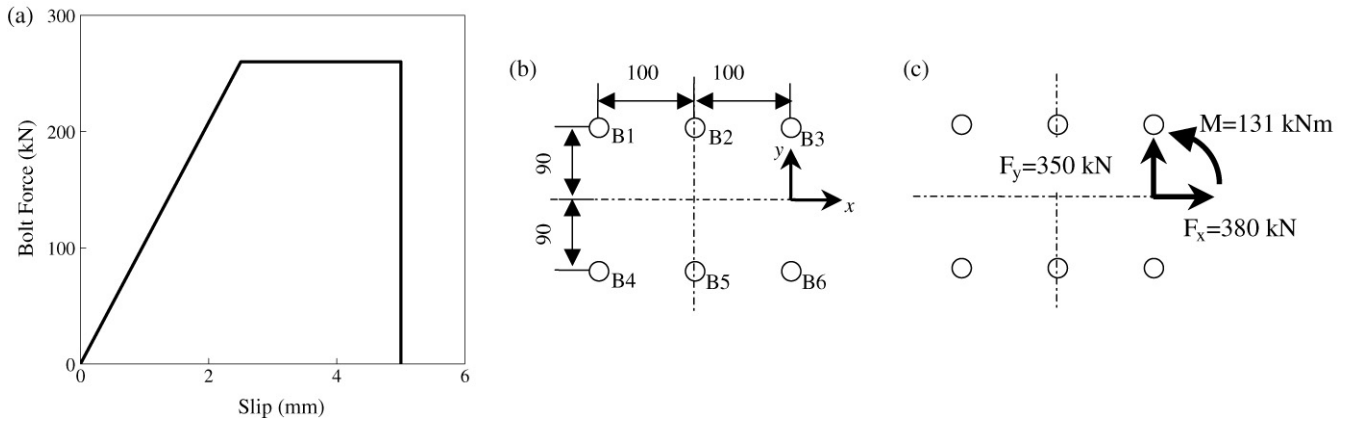 (a)
300
200
100
0
0 2 4 6
Bolt Force (kN)
Slip (mm)
(b)
100 100
B1 B2 B3
90
y
x
90
B4 B5 B6
(c)
M=131 kNm
Fy=350 kN
Fx=380 kN